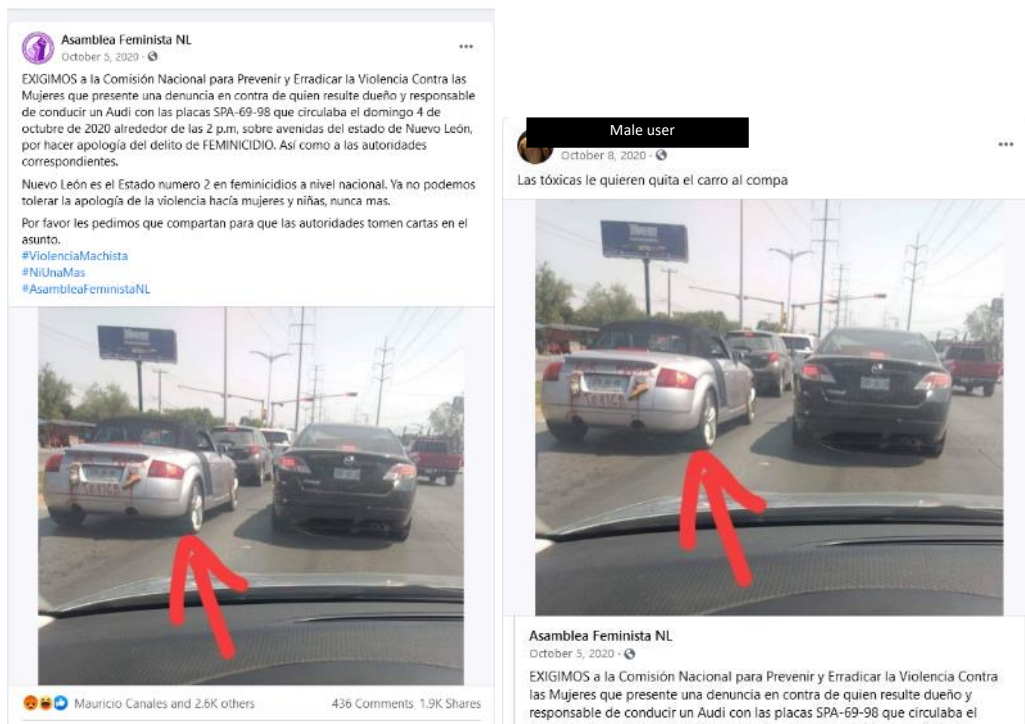 Asamblea Feminista NL
October 5, 2020 ·
EXIGIMOS a la Comisión Nacional para Prevenir y Erradicar la Violencia Contra las
Mujeres que presente una denuncia en contra de quien resulte dueño y responsable
de conducir un Audi con las placas SPA-69-98 que circulaba el domingo 4 de
octubre de 2020 alrededor de las 2 p.m, sobre avenidas del estado de Nuevo León,
por hacer apología del delito de FEMINICIDIO. Así como a las autoridades
correspondientes.
Nuevo León es el Estado numero 2 en feminicidios a nivel nacional. Ya no podemos
tolerar la apología de la violencia hacía mujeres y niñas, nunca mas.
Por favor les pedimos que compartan para que las autoridades tomen cartas en el
asunto.
#ViolenciaMachista
#NiUnaMas
#AsambleaFeministaNL
Mauricio Canales and 2.6K others
436 Comments 1.9K Shares
Male user
October 8, 2020 ·
Las tóxicas le quieren quita el carro al compa
Asamblea Feminista NL
October 5, 2020 ·
EXIGIMOS a la Comisión Nacional para Prevenir y Erradicar la Violencia Contra
las Mujeres que presente una denuncia en contra de quien resulte dueño y
responsable de conducir un Audi con las placas SPA-69-98 que circulaba el